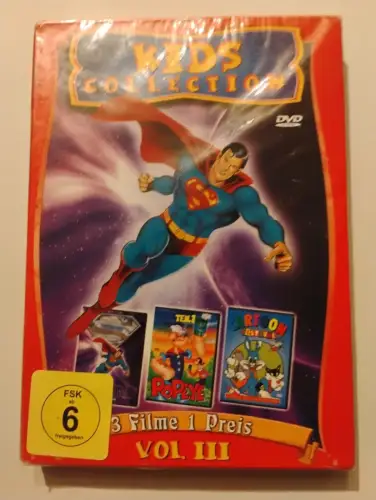 KIDS
COLLECTION
DVD
TEIL 1
POPEYE
FSK
ab
6
freigegeben
3 Filme 1 Preis
VOL III